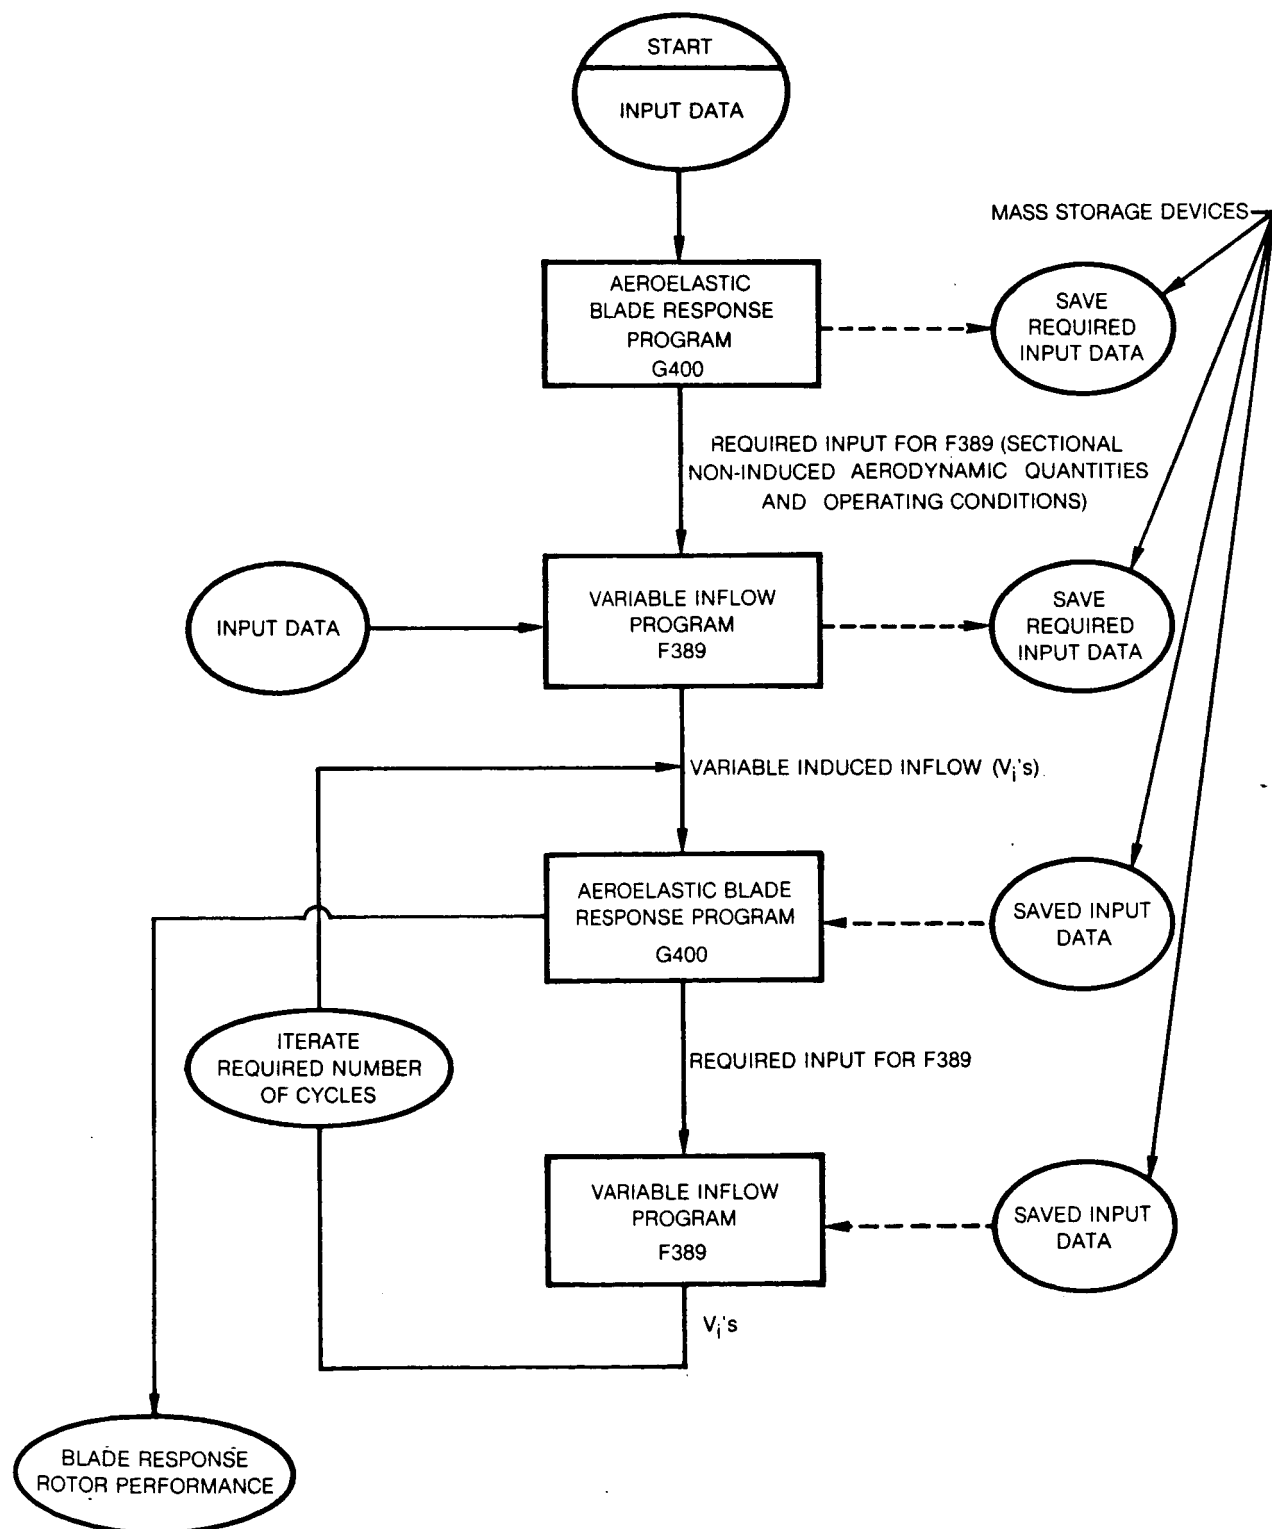 START
INPUT DATA
MASS STORAGE DEVICES
AEROELASTIC
BLADE RESPONSE
PROGRAM
G400
SAVE
REQUIRED
INPUT DATA
REQUIRED INPUT FOR F389 (SECTIONAL
NON-INDUCED AERODYNAMIC QUANTITIES
AND OPERATING CONDITIONS)
INPUT DATA
VARIABLE INFLOW
PROGRAM
F389
SAVE
REQUIRED
INPUT DATA
VARIABLE INDUCED INFLOW (Vi's)
AEROELASTIC BLADE
RESPONSE PROGRAM
G400
SAVED INPUT
DATA
ITERATE
REQUIRED NUMBER
OF CYCLES
REQUIRED INPUT FOR F389
VARIABLE INFLOW
PROGRAM
F389
SAVED INPUT
DATA
Vi's
BLADE RESPONSE
ROTOR PERFORMANCE